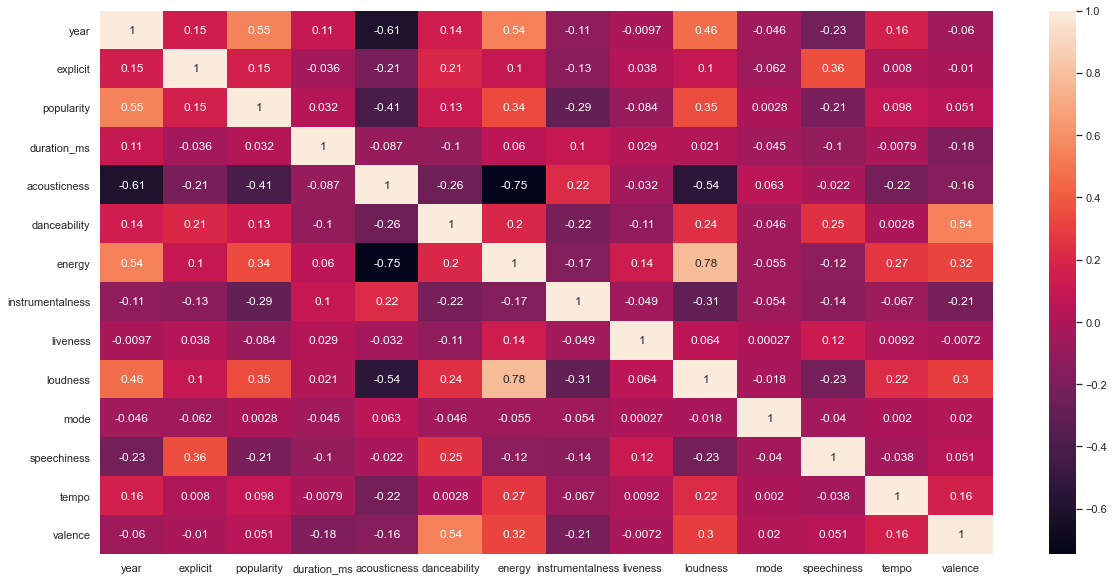 year 1 0.15 0.55 0.11 -0.61 0.14 0.54 -0.11 -0.0097 0.46 -0.046 -0.23 0.16 -0.06
explicit 0.15 1 0.15 -0.036 -0.21 0.21 0.1 -0.13 0.038 0.1 -0.062 0.36 0.008 -0.01
popularity 0.55 0.15 1 0.032 -0.41 0.13 0.34 -0.29 -0.084 0.35 0.0028 -0.21 0.098 0.051
duration_ms 0.11 -0.036 0.032 1 -0.087 -0.1 0.06 0.1 0.029 0.021 -0.045 -0.1 -0.0079 -0.18
acousticness -0.61 -0.21 -0.41 -0.087 1 -0.26 -0.75 0.22 -0.032 -0.54 0.063 -0.022 -0.22 -0.16
danceability 0.14 0.21 0.13 -0.1 -0.26 1 0.2 -0.22 -0.11 0.24 -0.046 0.25 0.0028 0.54
energy 0.54 0.1 0.34 0.06 -0.75 0.2 1 -0.17 0.14 0.78 -0.055 -0.12 0.27 0.32
instrumentalness -0.11 -0.13 -0.29 0.1 0.22 -0.22 -0.17 1 -0.049 -0.31 -0.054 -0.14 -0.067 -0.21
liveness -0.0097 0.038 -0.084 0.029 -0.032 -0.11 0.14 -0.049 1 0.064 0.00027 0.12 0.0092 -0.0072
loudness 0.46 0.1 0.35 0.021 -0.54 0.24 0.78 -0.31 0.064 1 -0.018 -0.23 0.22 0.3
mode -0.046 -0.062 0.0028 -0.045 0.063 -0.046 -0.055 -0.054 0.00027 -0.018 1 -0.04 0.002 0.02
speechiness -0.23 0.36 -0.21 -0.1 -0.022 0.25 -0.12 -0.14 0.12 -0.23 -0.04 1 -0.038 0.051
tempo 0.16 0.008 0.098 -0.0079 -0.22 0.0028 0.27 -0.067 0.0092 0.22 0.002 -0.038 1 0.16
valence -0.06 -0.01 0.051 -0.18 -0.16 0.54 0.32 -0.21 -0.0072 0.3 0.02 0.051 0.16 1
year explicit popularity duration_ms acousticness danceability energy instrumentalness liveness loudness mode speechiness tempo valence
1.0
0.8
0.6
0.4
0.2
0.0
−0.2
−0.4
−0.6